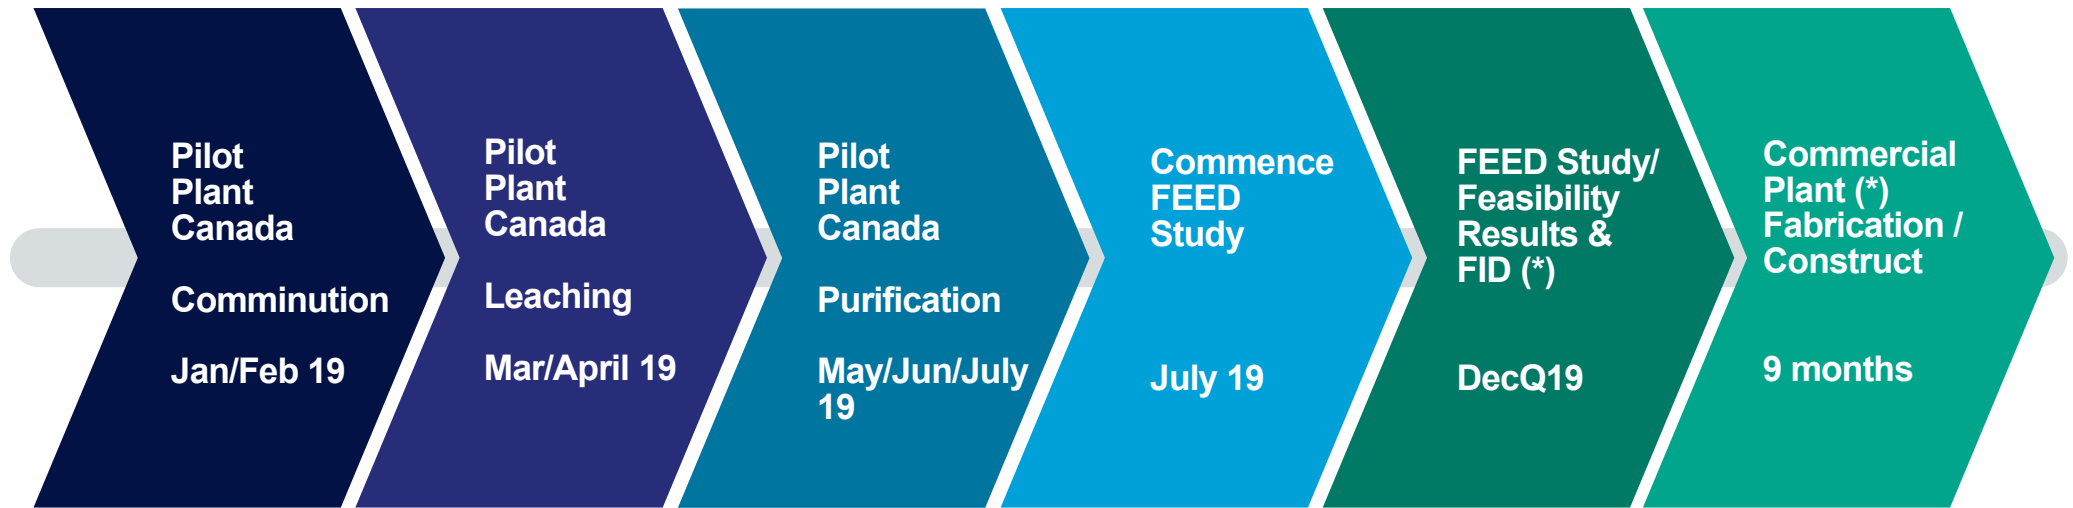 Pilot
Plant
Canada
Comminution
Jan/Feb 19
Pilot
Plant
Canada
Leaching
Mar/April 19
Pilot
Plant
Canada
Purification
May/Jun/July
19
Commence
FEED
Study
July 19
FEED Study/
Feasibility
Results &
FID (*)
DecQ19
Commercial
Plant (*)
Fabrication /
Construct
9 months